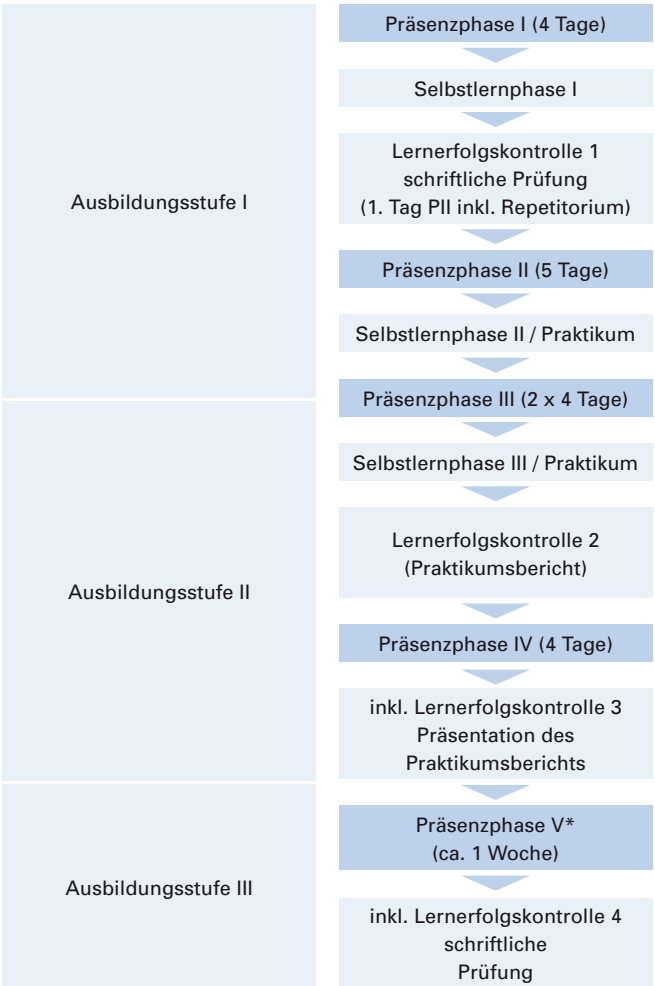 Ausbildungsstufe I
Präsenzphase I (4 Tage)
Selbstlernphase I
Lernerfolgskontrolle 1
schriftliche Prüfung
(1. Tag PII inkl. Repetitorium)
Präsenzphase II (5 Tage)
Selbstlernphase II / Praktikum
Ausbildungsstufe II
Präsenzphase III (2 x 4 Tage)
Selbstlernphase III / Praktikum
Lernerfolgskontrolle 2
(Praktikumsbericht)
Präsenzphase IV (4 Tage)
inkl. Lernerfolgskontrolle 3
Präsentation des
Praktikumsberichts
Ausbildungsstufe III
Präsenzphase V*
(ca. 1 Woche)
inkl. Lernerfolgskontrolle 4
schriftliche
Prüfung